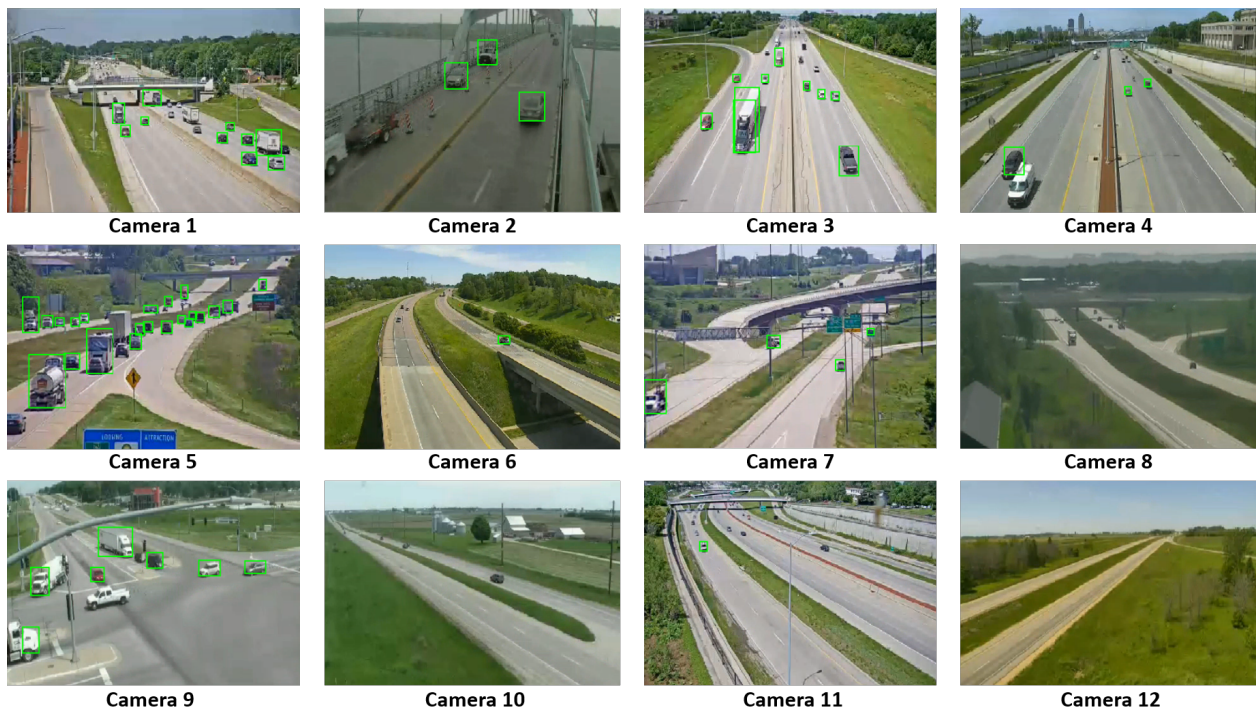 Camera 1
Camera 2
Camera 3
Camera 4
Camera 5
Camera 6
Camera 7
Camera 8
LODGING ATTRACTION
Camera 9
Camera 10
Camera 11
Camera 12